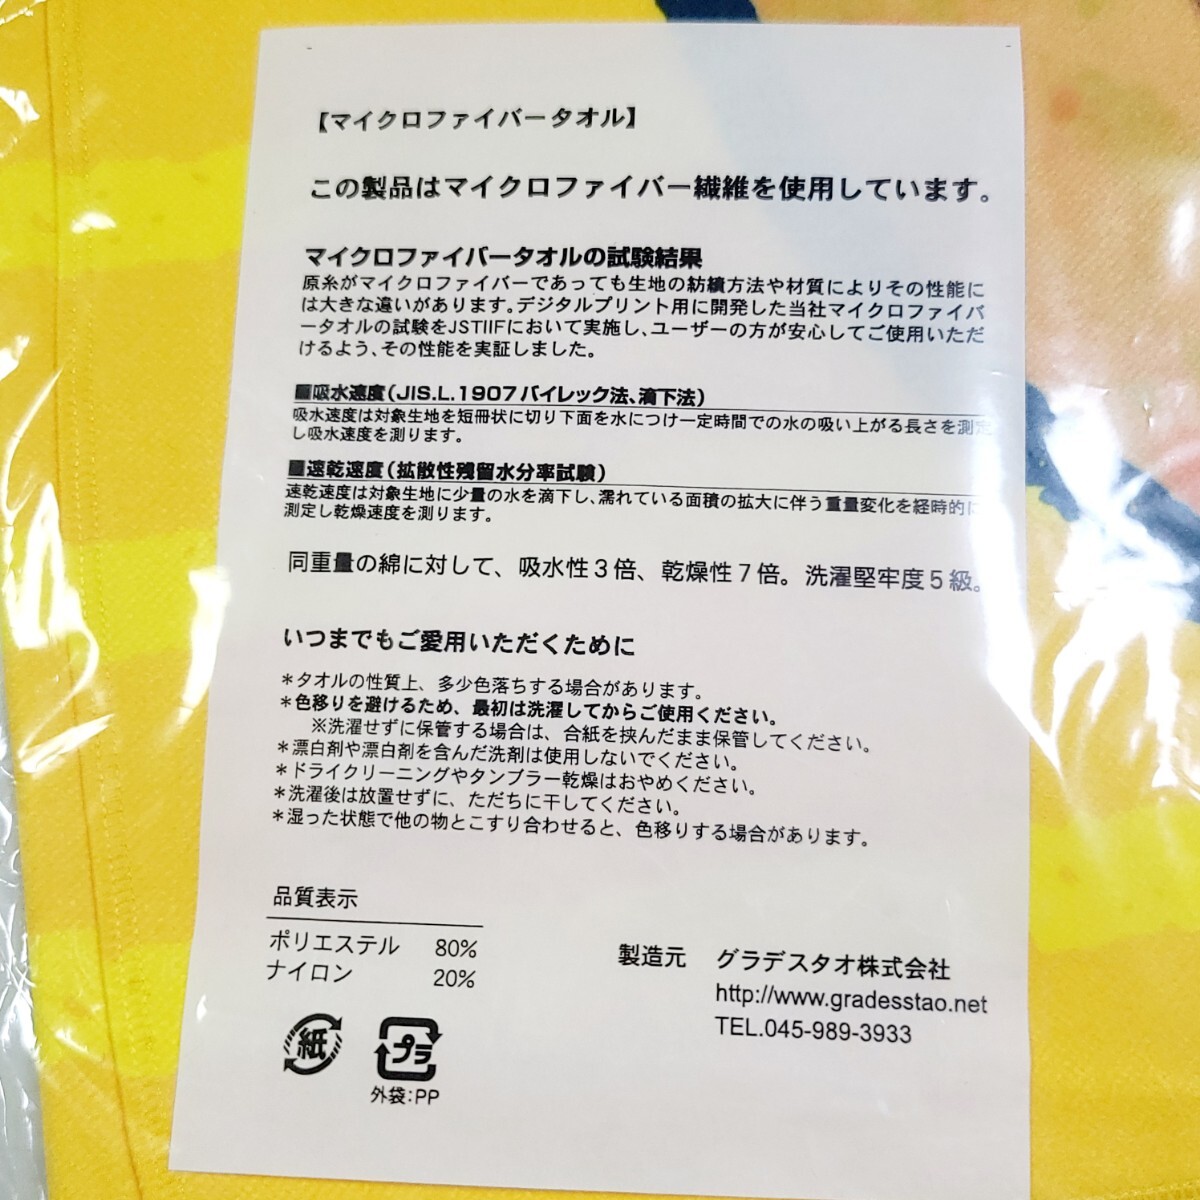 【マイクロファイバータオル】
この製品はマイクロファイバー繊維を使用しています。
マイクロファイバータオルの試験結果
原糸がマイクロファイバーであっても生地の紡績方法や材質によりその性能に
は大きな違いがあります。デジタルプリント用に開発した当社マイクロファイバ
ータオルの試験をJSTIIFにおいて実施し、ユーザーの方が安心してご使用いただ
けるよう、その性能を実証しました。
■吸水速度(JIS.L.1907バイレック法、滴下法)
吸水速度は対象生地を短冊状に切り下面を水につけ一定時間での水の吸い上がる長さを測定
し吸水速度を測ります。
■速乾速度(拡散性残留水分率試験)
速乾速度は対象生地に少量の水を滴下し、濡れている面積の拡大に伴う重量変化を経時的に
測定し乾燥速度を測ります。
同重量の綿に対して、吸水性3倍、乾燥性7倍。洗濯堅牢度5級。
いつまでもご愛用いただくために
＊タオルの性質上、多少色落ちする場合があります。
＊色移りを避けるため、最初は洗濯してからご使用ください。
※洗濯せずに保管する場合は、合紙を挟んだまま保管してください。
＊漂白剤や漂白剤を含んだ洗剤は使用しないでください。
＊ドライクリーニングやタンブラー乾燥はおやめください。
＊洗濯後は放置せずに、ただちに干してください。
＊湿った状態で他の物とこすり合わせると、色移りする場合があります。
品質表示
ポリエステル 80%
ナイロン 20%
製造元 グラデスタオ株式会社
http://www.gradesstao.net
TEL.045-989-3933
紙
プラ
外袋:PP